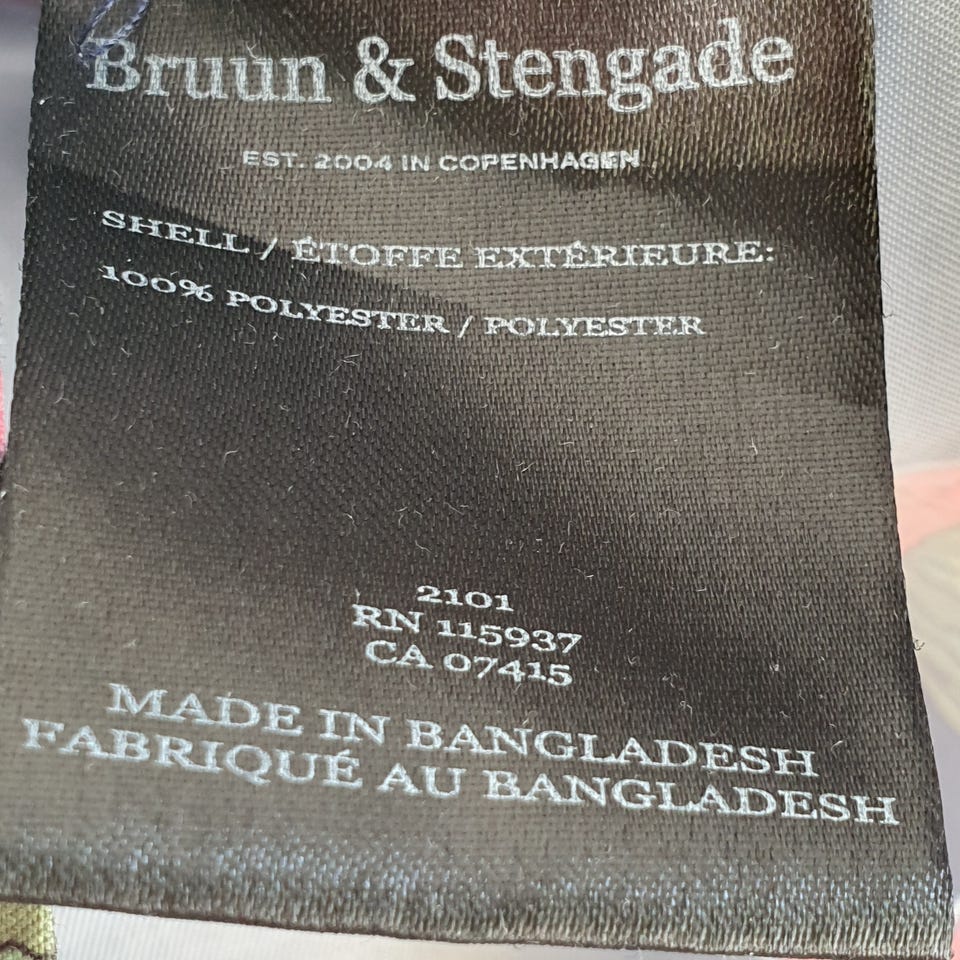 Bruun & Stengade
EST. 2004 IN COPENHAGEN
SHELL / ÉTOFFE EXTÉRIEURE:
100% POLYESTER / POLYESTER
2101
RN 115937
CA 07415
MADE IN BANGLADESH
FABRIQUÉ AU BANGLADESH